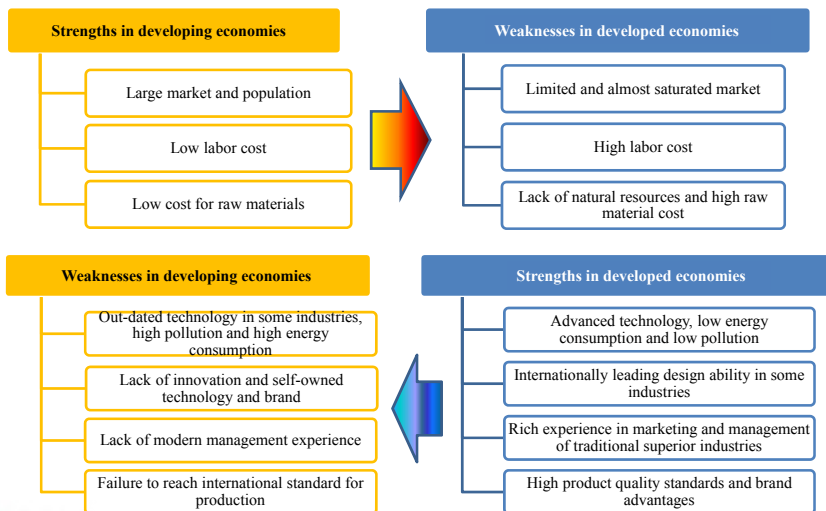 Strengths in developing economies
Large market and population
Low labor cost
Low cost for raw materials
Weaknesses in developed economies
Limited and almost saturated market
High labor cost
Lack of natural resources and high raw
material cost
Weaknesses in developing economies
Out-dated technology in some industries,
high pollution and high energy
consumption
Lack of innovation and self-owned
technology and brand
Lack of modern management experience
Failure to reach international standard for
production
Strengths in developed economies
Advanced technology, low energy
consumption and low pollution
Internationally leading design ability in some
industries
Rich experience in marketing and management
of traditional superior industries
High product quality standards and brand
advantages